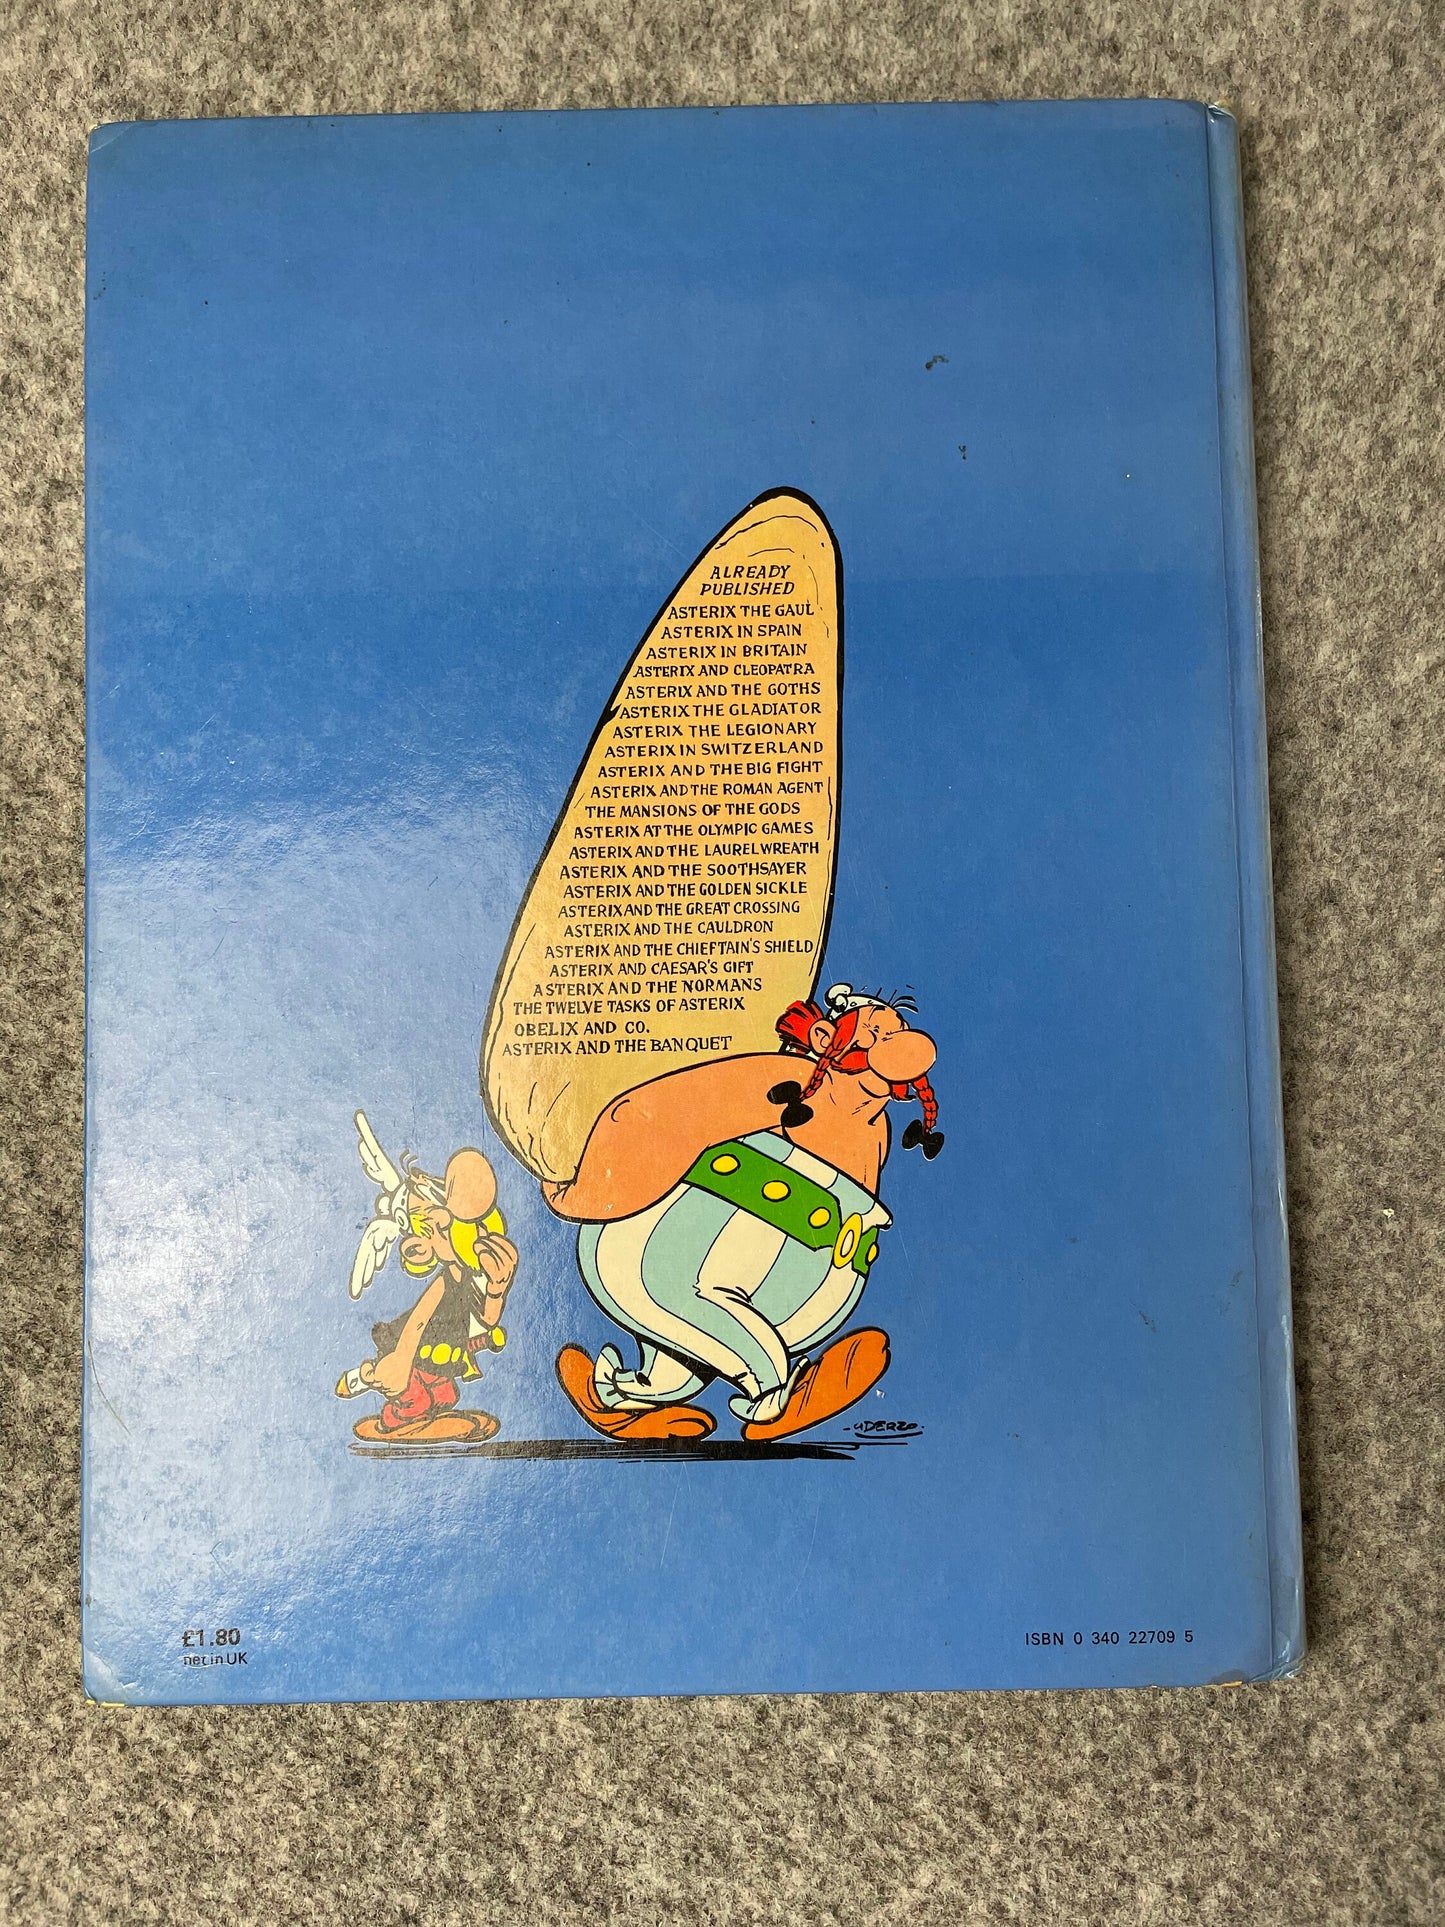 ALREADY
PUBLISHED
ASTERIX THE GAUL
ASTERIX IN SPAIN
ASTERIX IN BRITAIN
ASTERIX AND CLEOPATRA
ASTERIX AND THE GOTHS
ASTERIX THE GLADIATOR
ASTERIX THE LEGIONARY
ASTERIX IN SWITZERLAND
ASTERIX AND THE BIG FIGHT
ASTERIX AND THE ROMAN AGENT
THE MANSIONS OF THE GODS
ASTERIX AT THE OLYMPIC GAMES
ASTERIX AND THE LAUREL WREATH
ASTERIX AND THE SOOTHSAYER
ASTERIX AND THE GOLDEN SICKLE
ASTERIX AND THE GREAT CROSSING
ASTERIX AND THE CAULDRON
ASTERIX AND THE CHIEFTAIN'S SHIELD
ASTERIX AND CAESAR'S GIFT
ASTERIX AND THE NORMANS
THE TWELVE TASKS OF ASTERIX
OBELIX AND CO.
ASTERIX AND THE BANQUET
-UDERZO-
£1.80
net in UK
ISBN 0 340 22709 5